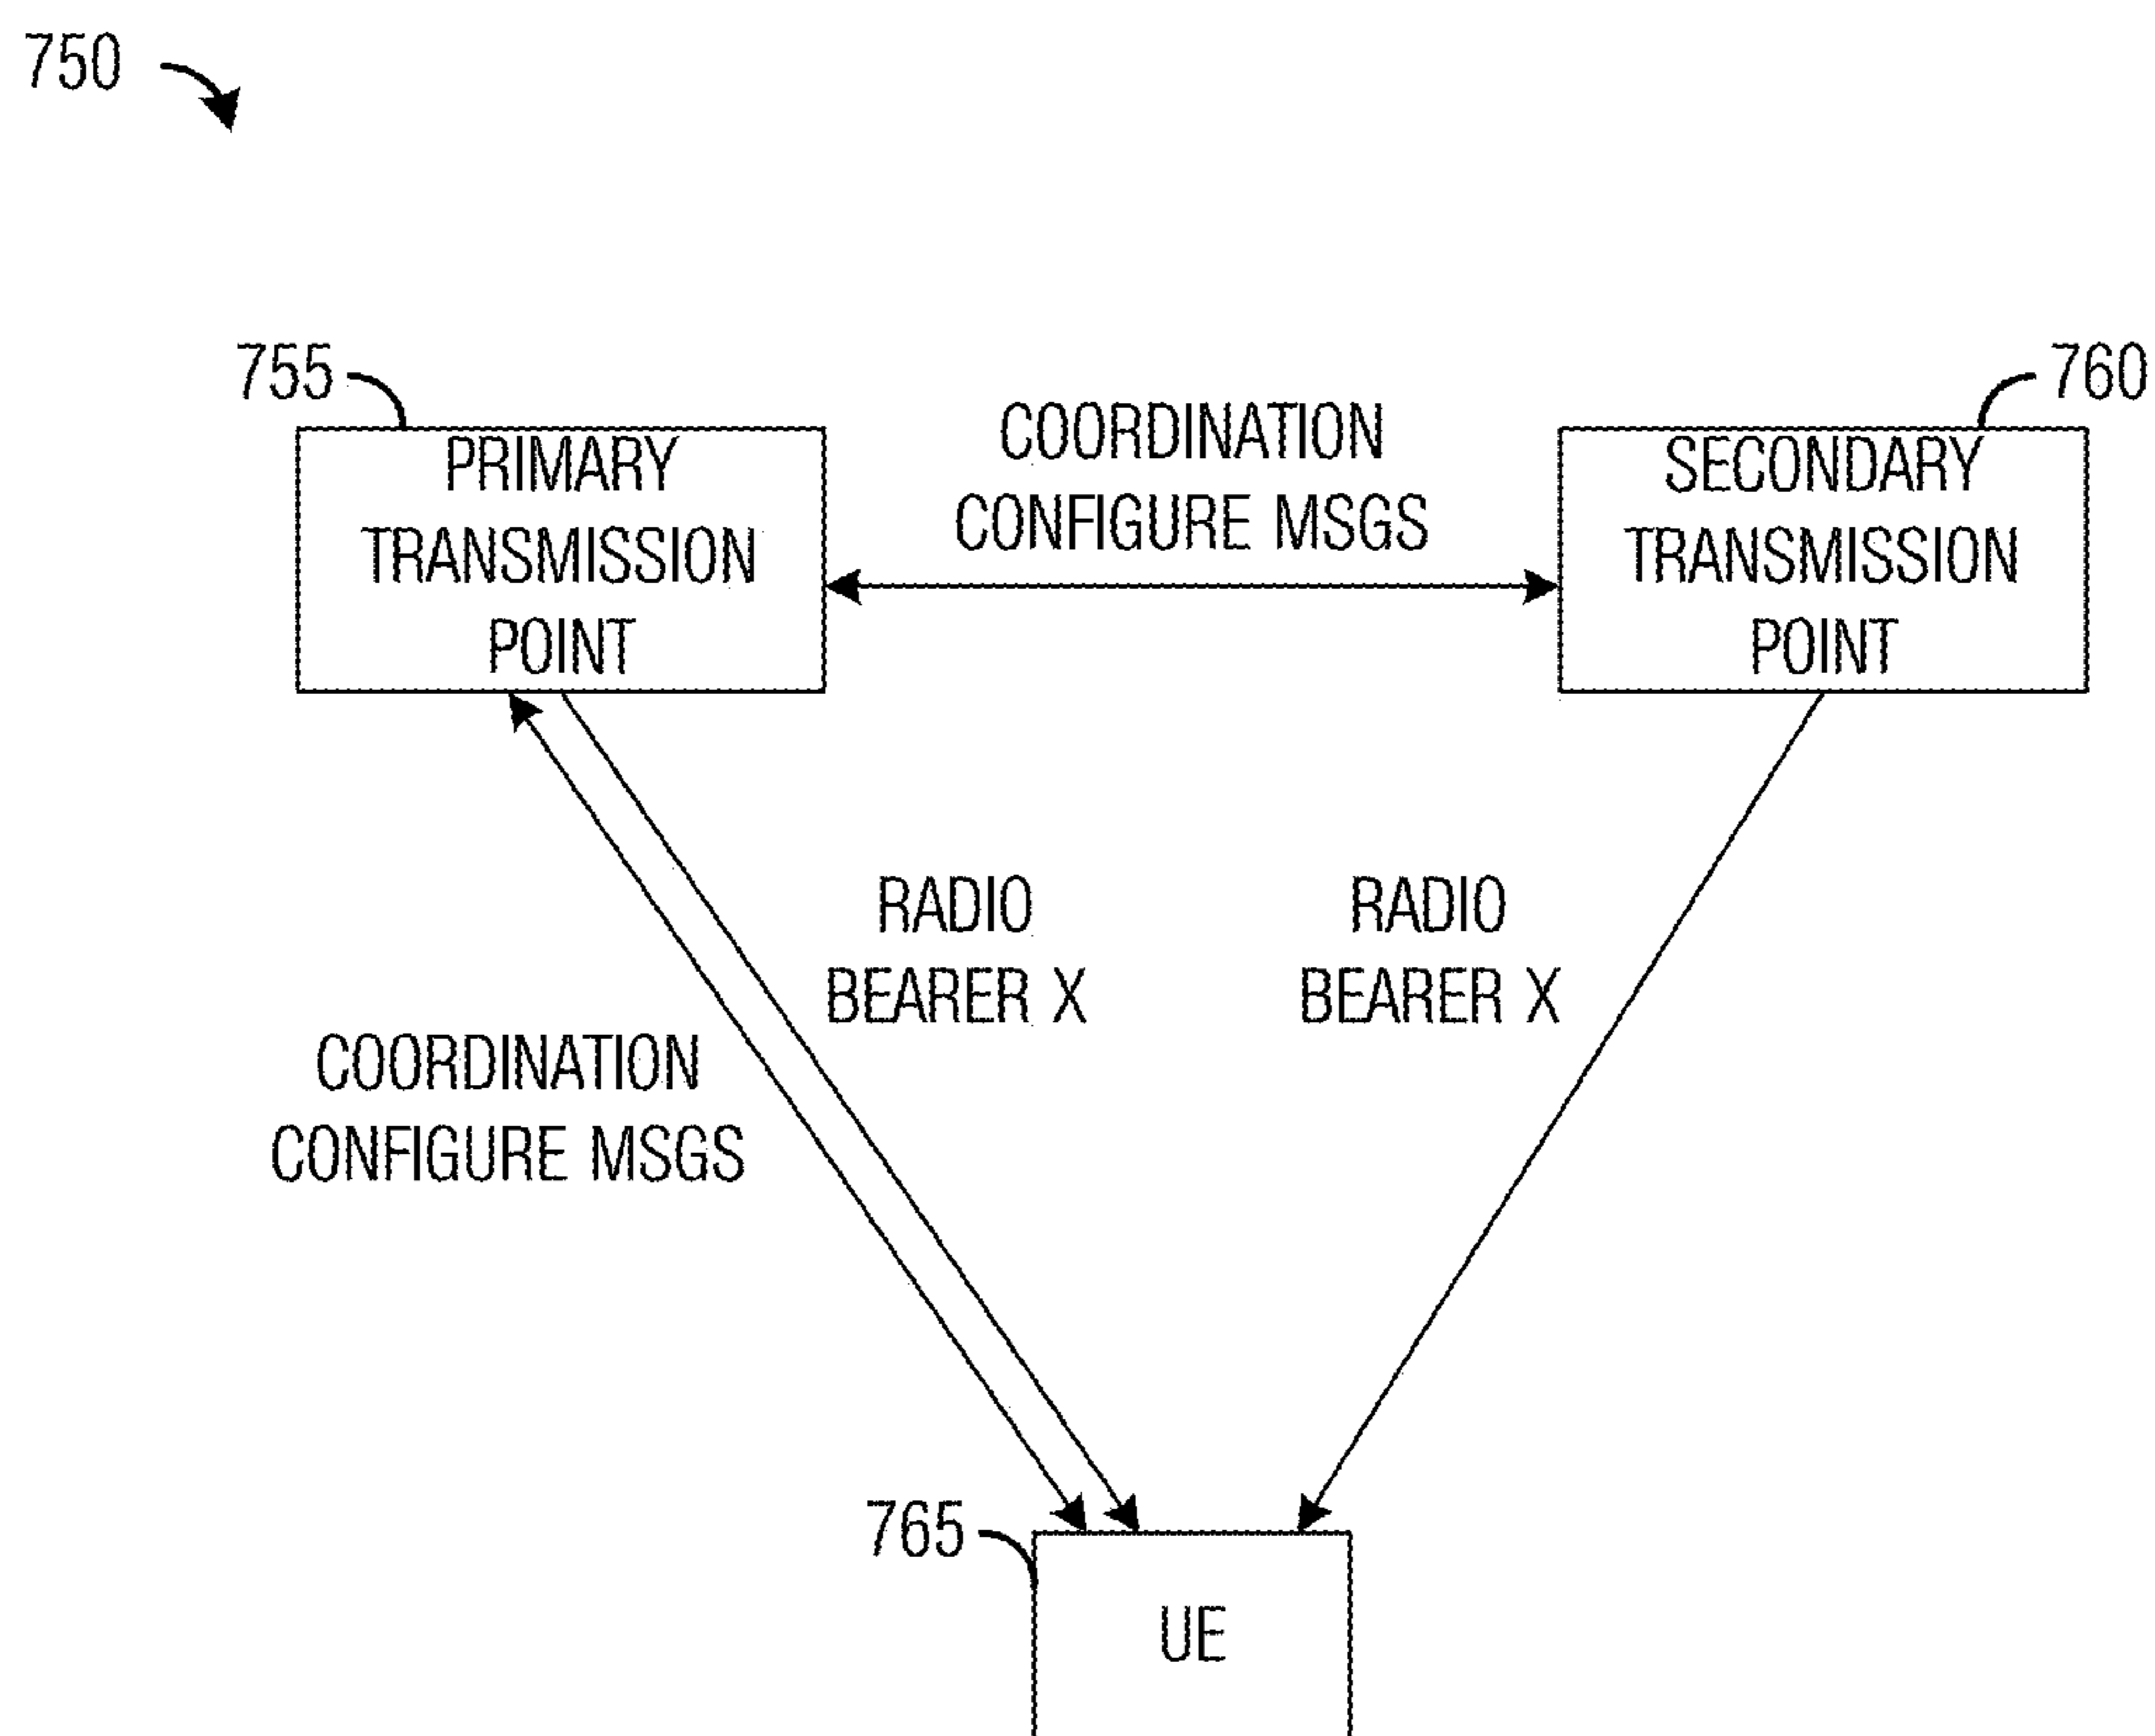 750
755
760
PRIMARY
TRANSMISSION
POINT
COORDINATION
CONFIGURE MSGS
SECONDARY
TRANSMISSION
POINT
RADIO
BEARER X
RADIO
BEARER X
COORDINATION
CONFIGURE MSGS
765
UE